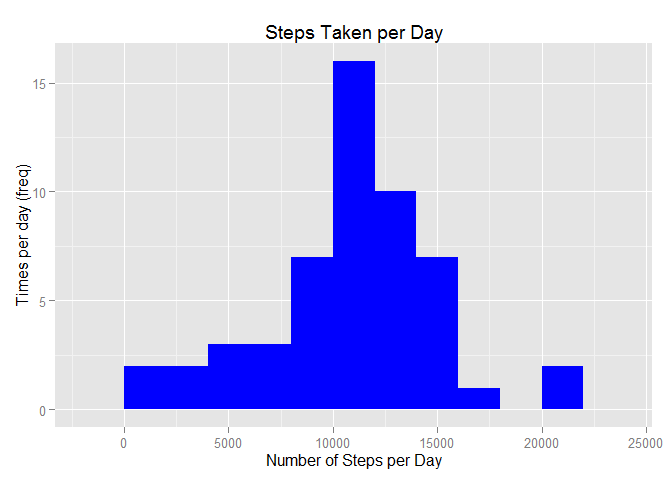 Steps Taken per Day
Times per day (freq)
15
10
5
0
0 5000 10000 15000 20000 25000
Number of Steps per Day